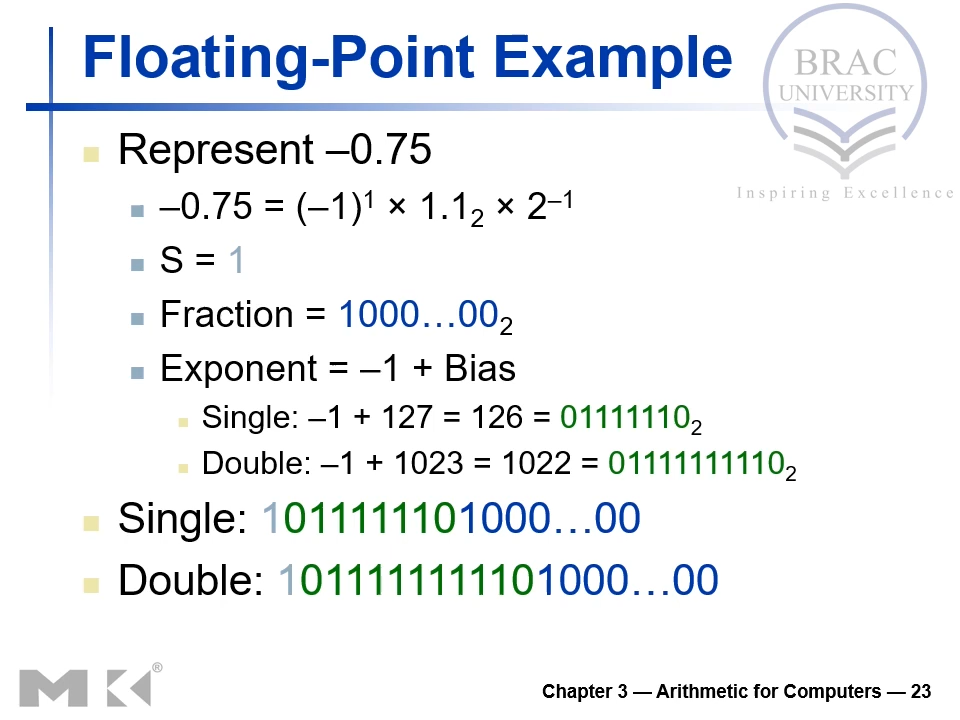 Floating-Point Example
BRAC
UNIVERSITY
Inspiring Excellence
Represent –0.75
–0.75 = (–1)¹ × 1.1₂ × 2⁻¹
S = 1
Fraction = 1000…00₂
Exponent = –1 + Bias
Single: –1 + 127 = 126 = 01111110₂
Double: –1 + 1023 = 1022 = 01111111110₂
Single: 1011111101000…00
Double: 1011111111101000…00
MK®
Chapter 3 — Arithmetic for Computers — 23